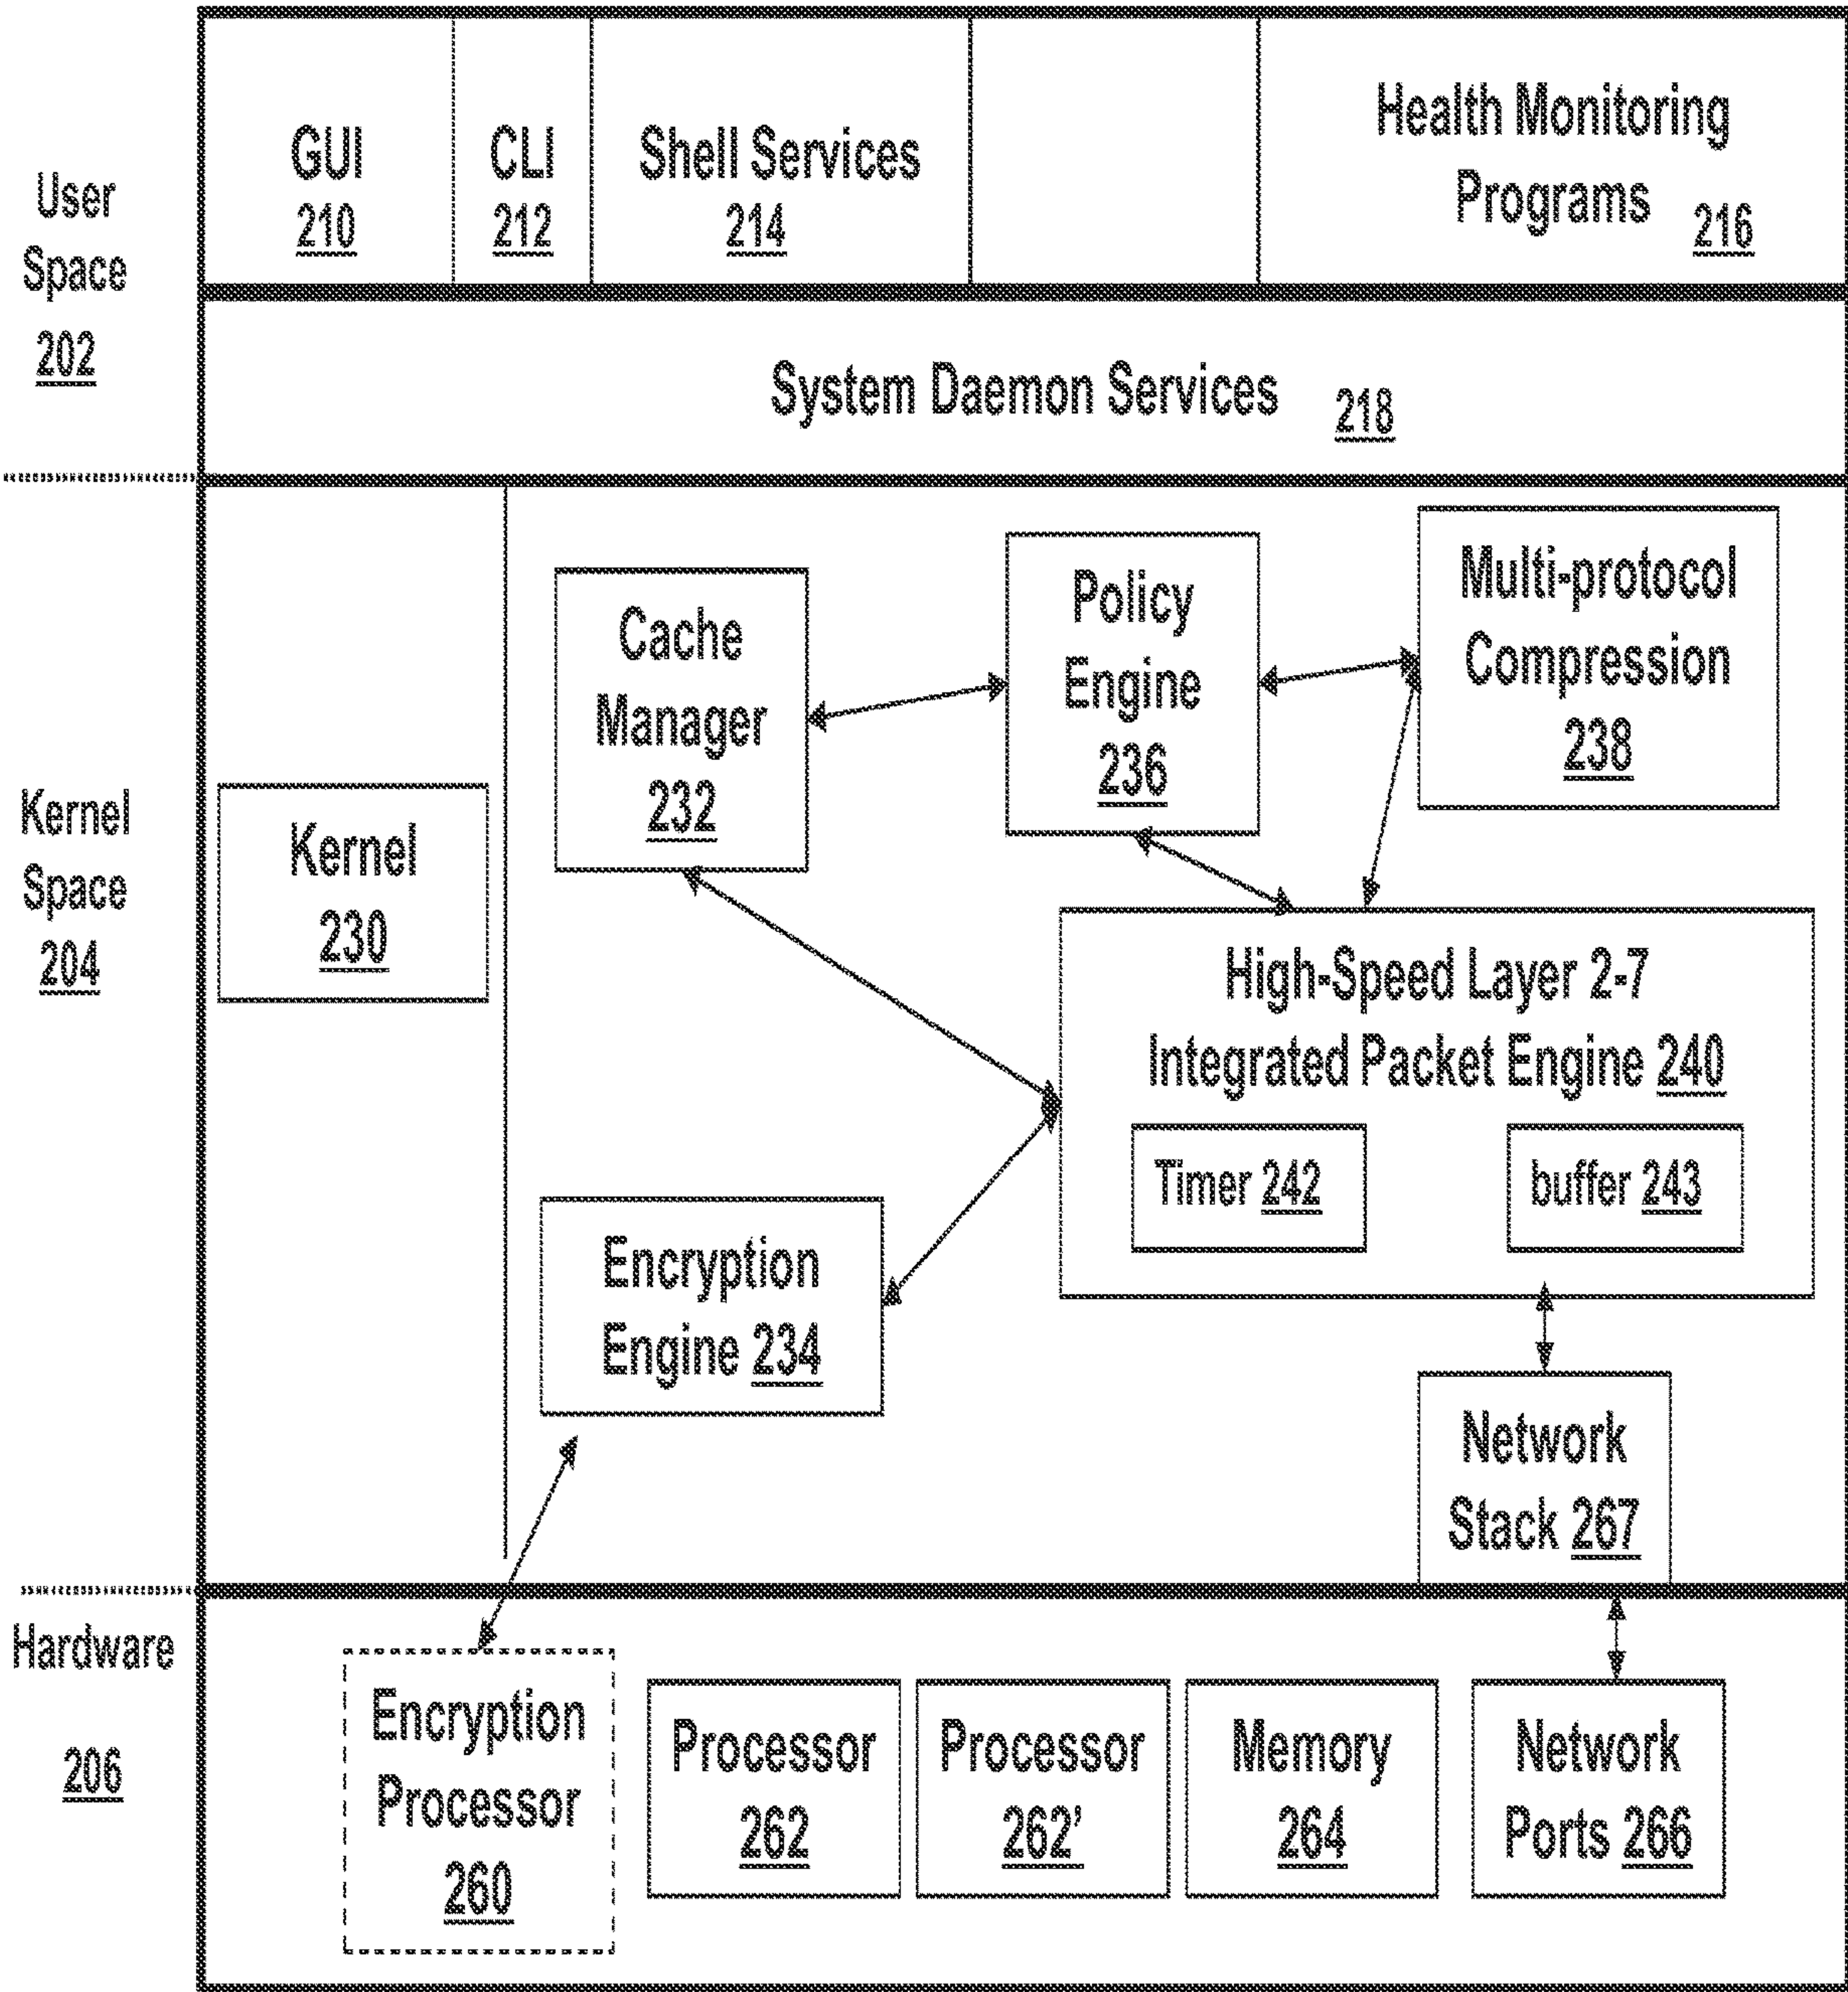 User
Space
202
GUI
210
CLI
212
Shell Services
214
Health Monitoring
Programs 216
System Daemon Services 218
Kernel
Space
204
Kernel
230
Cache
Manager
232
Policy
Engine
236
Multi-protocol
Compression
238
High-Speed Layer 2-7
Integrated Packet Engine 240
Timer 242
buffer 243
Encryption
Engine 234
Network
Stack 267
Hardware
206
Encryption
Processor
260
Processor
262
Processor
262'
Memory
264
Network
Ports 266